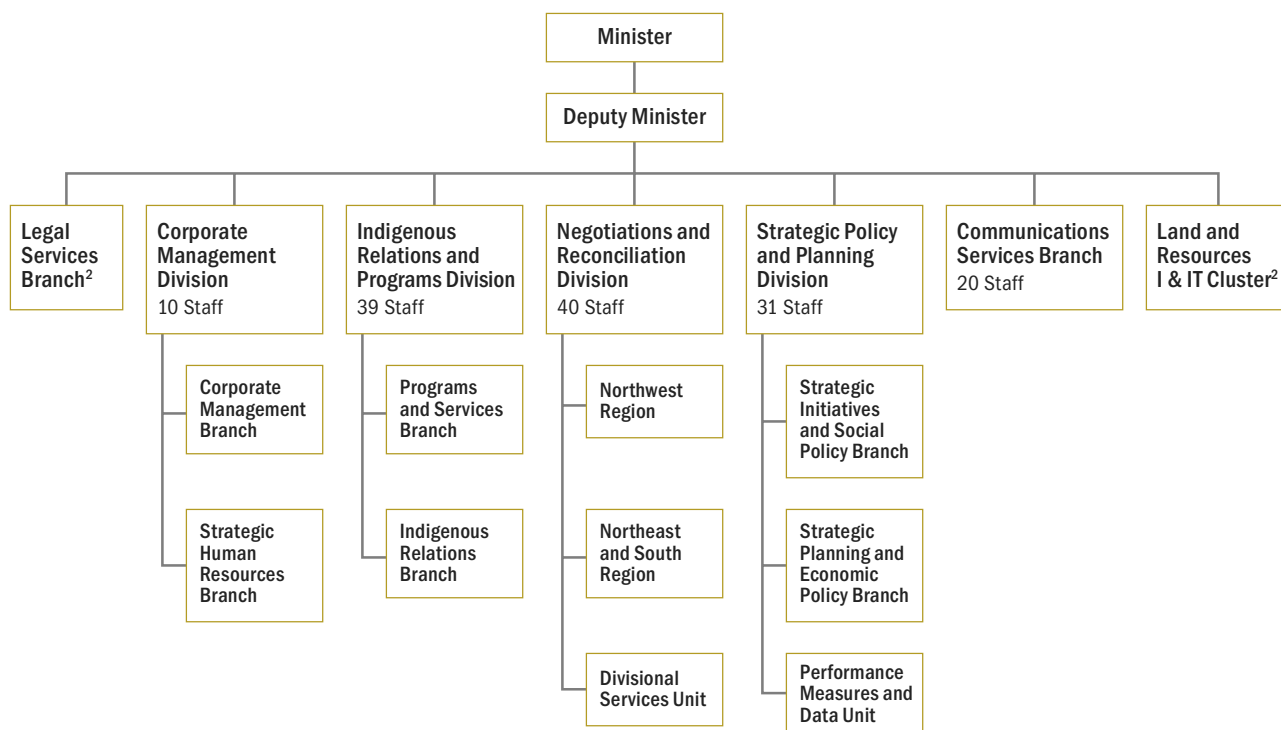 Minister
Deputy Minister
Legal
Services
Branch²
Corporate
Management
Division
10 Staff
Indigenous
Relations and
Programs Division
39 Staff
Negotiations and
Reconciliation
Division
40 Staff
Strategic Policy
and Planning
Division
31 Staff
Communications
Services Branch
20 Staff
Land and
Resources
I & IT Cluster²
Corporate
Management
Branch
Strategic
Human
Resources
Branch
Programs
and Services
Branch
Indigenous
Relations
Branch
Northwest
Region
Northeast
and South
Region
Divisional
Services Unit
Strategic
Initiatives
and Social
Policy Branch
Strategic
Planning and
Economic
Policy Branch
Performance
Measures and
Data Unit